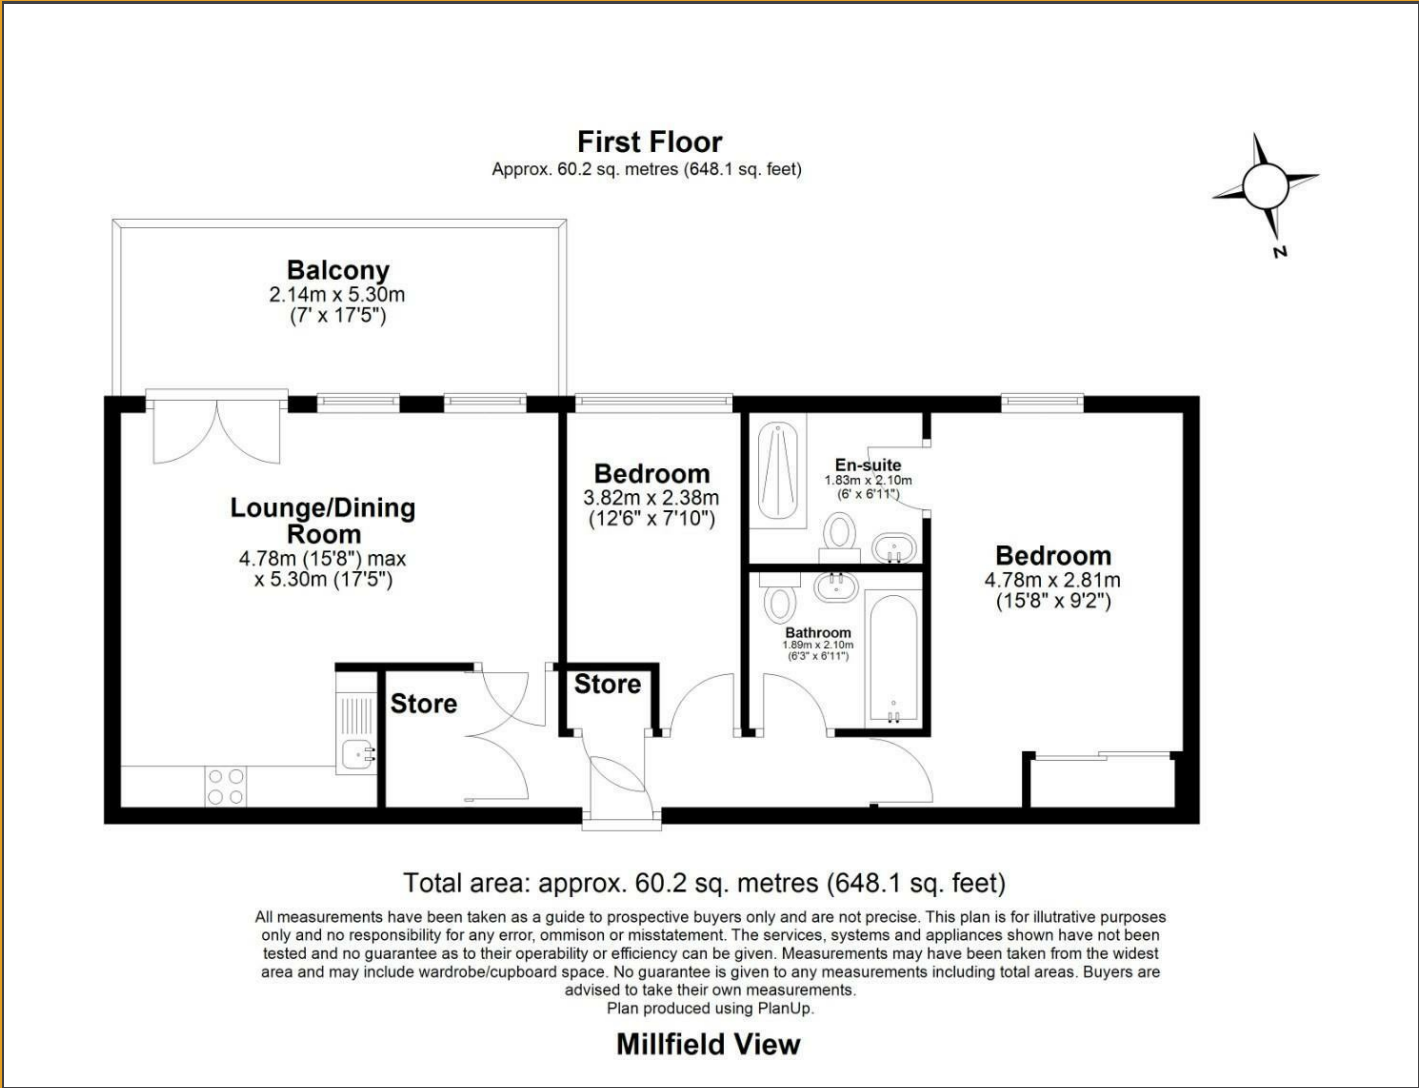 First Floor
Approx. 60.2 sq. metres (648.1 sq. feet)
N
Balcony
2.14m x 5.30m
(7' x 17'5")
Lounge/Dining
Room
4.78m (15'8") max
x 5.30m (17'5")
Bedroom
3.82m x 2.38m
(12'6" x 7'10")
En-suite
1.83m x 2.10m
(6' x 6'11")
Bedroom
4.78m x 2.81m
(15'8" x 9'2")
Bathroom
1.89m x 2.10m
(6'3" x 6'11")
Store
Store
Total area: approx. 60.2 sq. metres (648.1 sq. feet)
All measurements have been taken as a guide to prospective buyers only and are not precise. This plan is for illutrative purposes
only and no responsibility for any error, ommison or misstatement. The services, systems and appliances shown have not been
tested and no guarantee as to their operability or efficiency can be given. Measurements may have been taken from the widest
area and may include wardrobe/cupboard space. No guarantee is given to any measurements including total areas. Buyers are
advised to take their own measurements.
Plan produced using PlanUp.
Millfield View